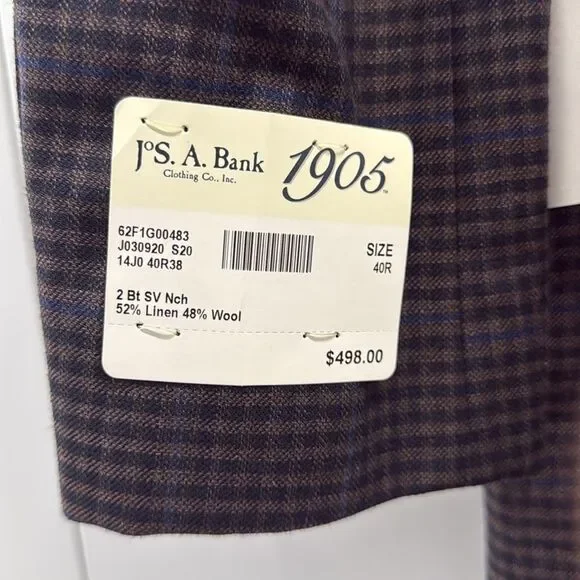 JoS. A. Bank
Clothing Co., Inc.
1905™
62F1G00483
J030920 S20
14J0 40R38
SIZE
40R
2 Bt SV Nch
52% Linen 48% Wool
$498.00